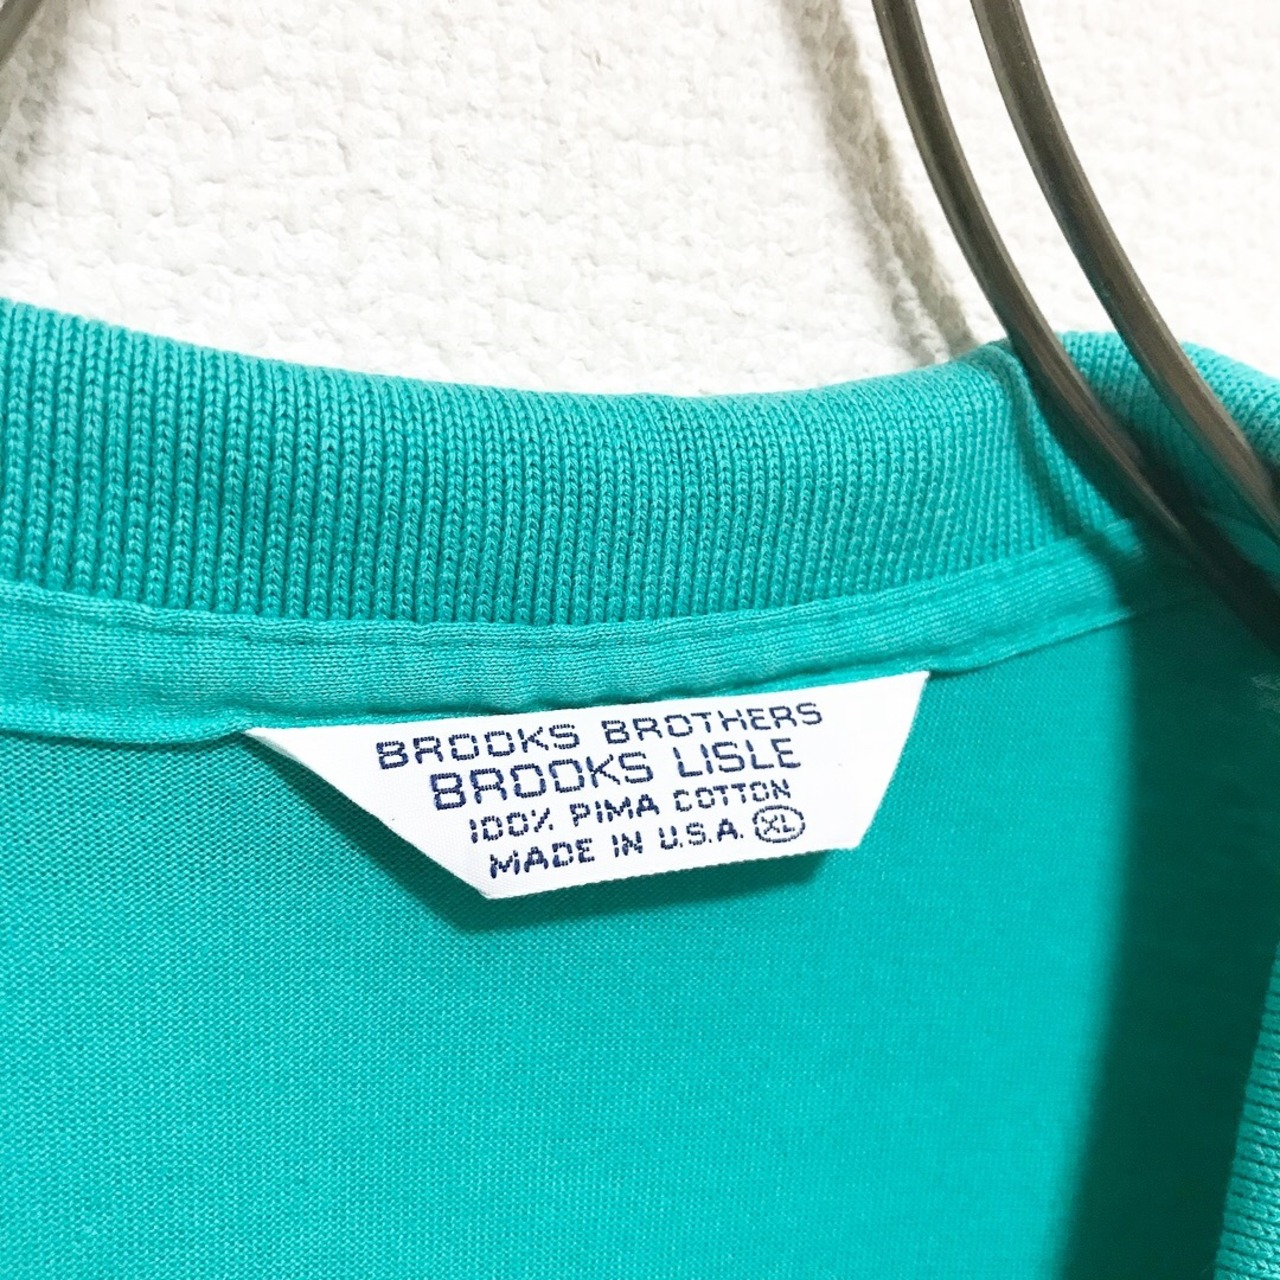 BROOKS BROTHERS
BROOKS LISLE
100% PIMA COTTON
MADE IN U.S.A. XL